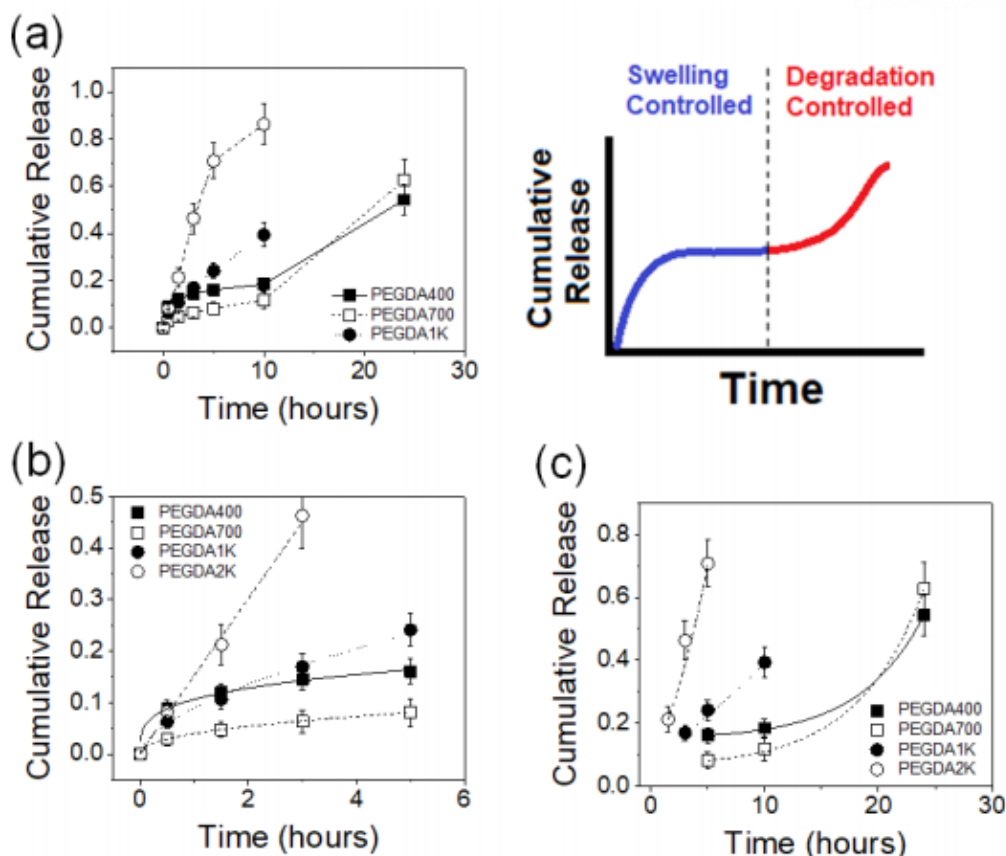 (a)
Cumulative Release
1.0
0.8
0.6
0.4
0.2
0.0
PEGDA400
PEGDA700
PEGDA1K
0 10 20 30
Time (hours)
Swelling
Controlled
Degradation
Controlled
Cumulative
Release
Time
(b)
Cumulative Release
0.5
0.4
0.3
0.2
0.1
0.0
PEGDA400
PEGDA700
PEGDA1K
PEGDA2K
0 2 4 6
Time (hours)
(c)
Cumulative Release
0.8
0.6
0.4
0.2
0.0
PEGDA400
PEGDA700
PEGDA1K
PEGDA2K
0 10 20 30
Time (hours)